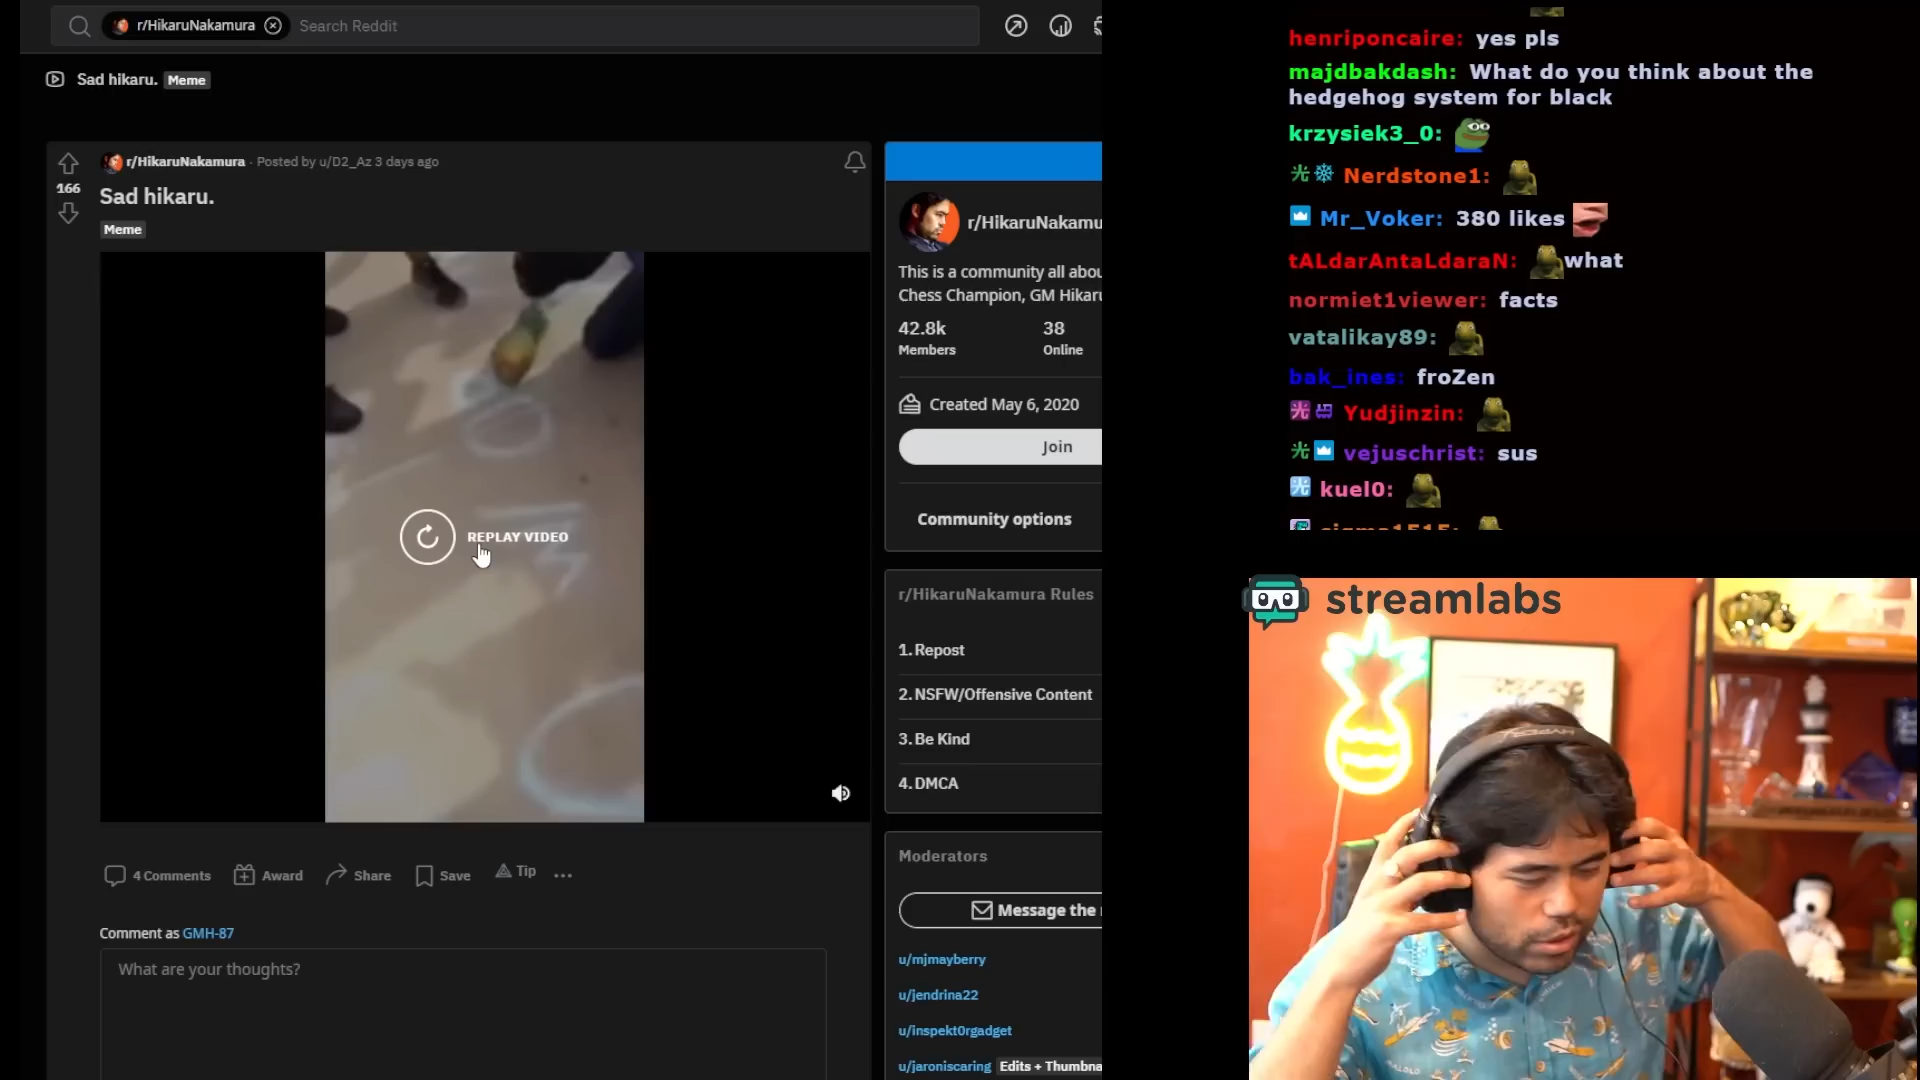 r/HikaruNakamura
Search Reddit
Sad hikaru. Meme
r/HikaruNakamura · Posted by u/D2_Az 3 days ago
166
Sad hikaru.
Meme
REPLAY VIDEO
4 Comments
Award
Share
Save
Tip
...
Comment as GMH-87
What are your thoughts?
r/HikaruNakamu
This is a community all abou
Chess Champion, GM Hikaru
42.8k
38
Members
Online
Created May 6, 2020
Join
Community options
r/HikaruNakamura Rules
1. Repost
2. NSFW/Offensive Content
3. Be Kind
4. DMCA
Moderators
Message the
u/mjmayberry
u/jendrina22
u/inspekt0rgadget
u/jaroniscaring Edits + Thumbna
henriponcaire: yes pls
majdbakdash: What do you think about the
hedgehog system for black
krzysiek3_0:
光 Nerdstone1:
Mr_Voker: 380 likes
tALdarAntaLdaraN: what
normiet1viewer: facts
vatalikay89:
bak_ines: froZen
光 Yudjinzin:
光 vejuschrist: sus
kuel0:
sigma1515:
streamlabs